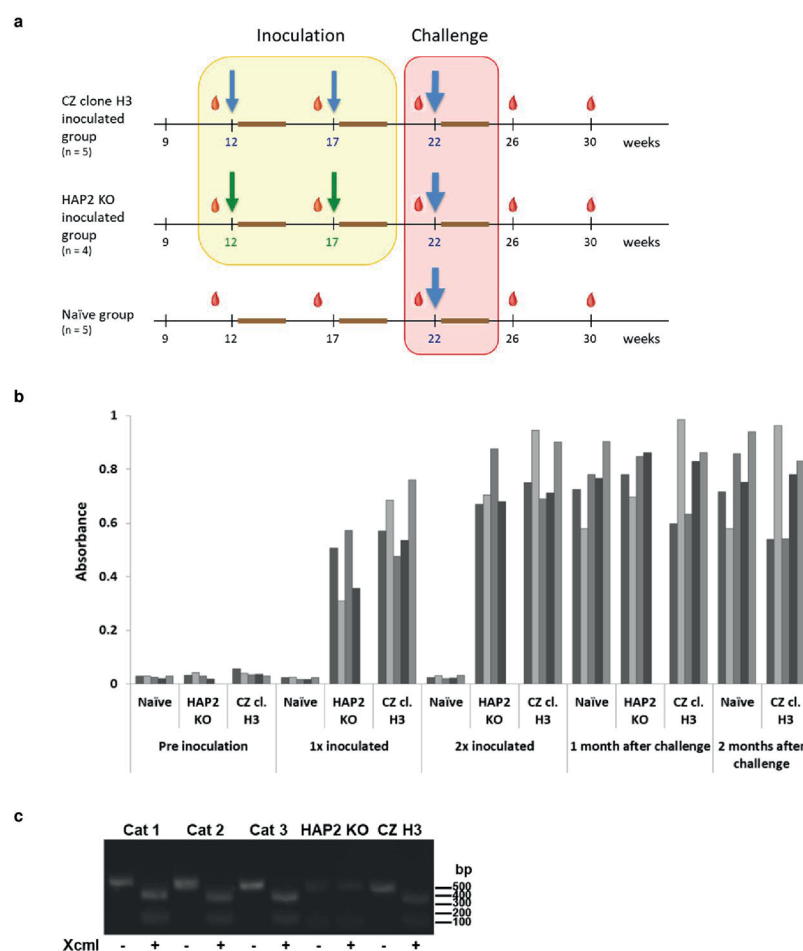 a
Inoculation Challenge
CZ clone H3
inoculated
group
(n = 5)
9 12 17 22 26 30 weeks
HAP2 KO
inoculated
group
(n = 4)
9 12 17 22 26 30 weeks
Naïve group
(n = 5)
9 12 17 22 26 30 weeks
b
Absorbance
1
0.8
0.6
0.4
0.2
0
Naïve HAP2 KO CZ cl. H3 Naïve HAP2 KO CZ cl. H3 Naïve HAP2 KO CZ cl. H3 Naïve HAP2 KO CZ cl. H3 Naïve CZ cl. H3
Pre inoculation 1x inoculated 2x inoculated 1 month after challenge 2 months after challenge
c
Cat 1 Cat 2 Cat 3 HAP2 KO CZ H3
bp
500
400
300
200
100
XcmI - + - + - + - + - +